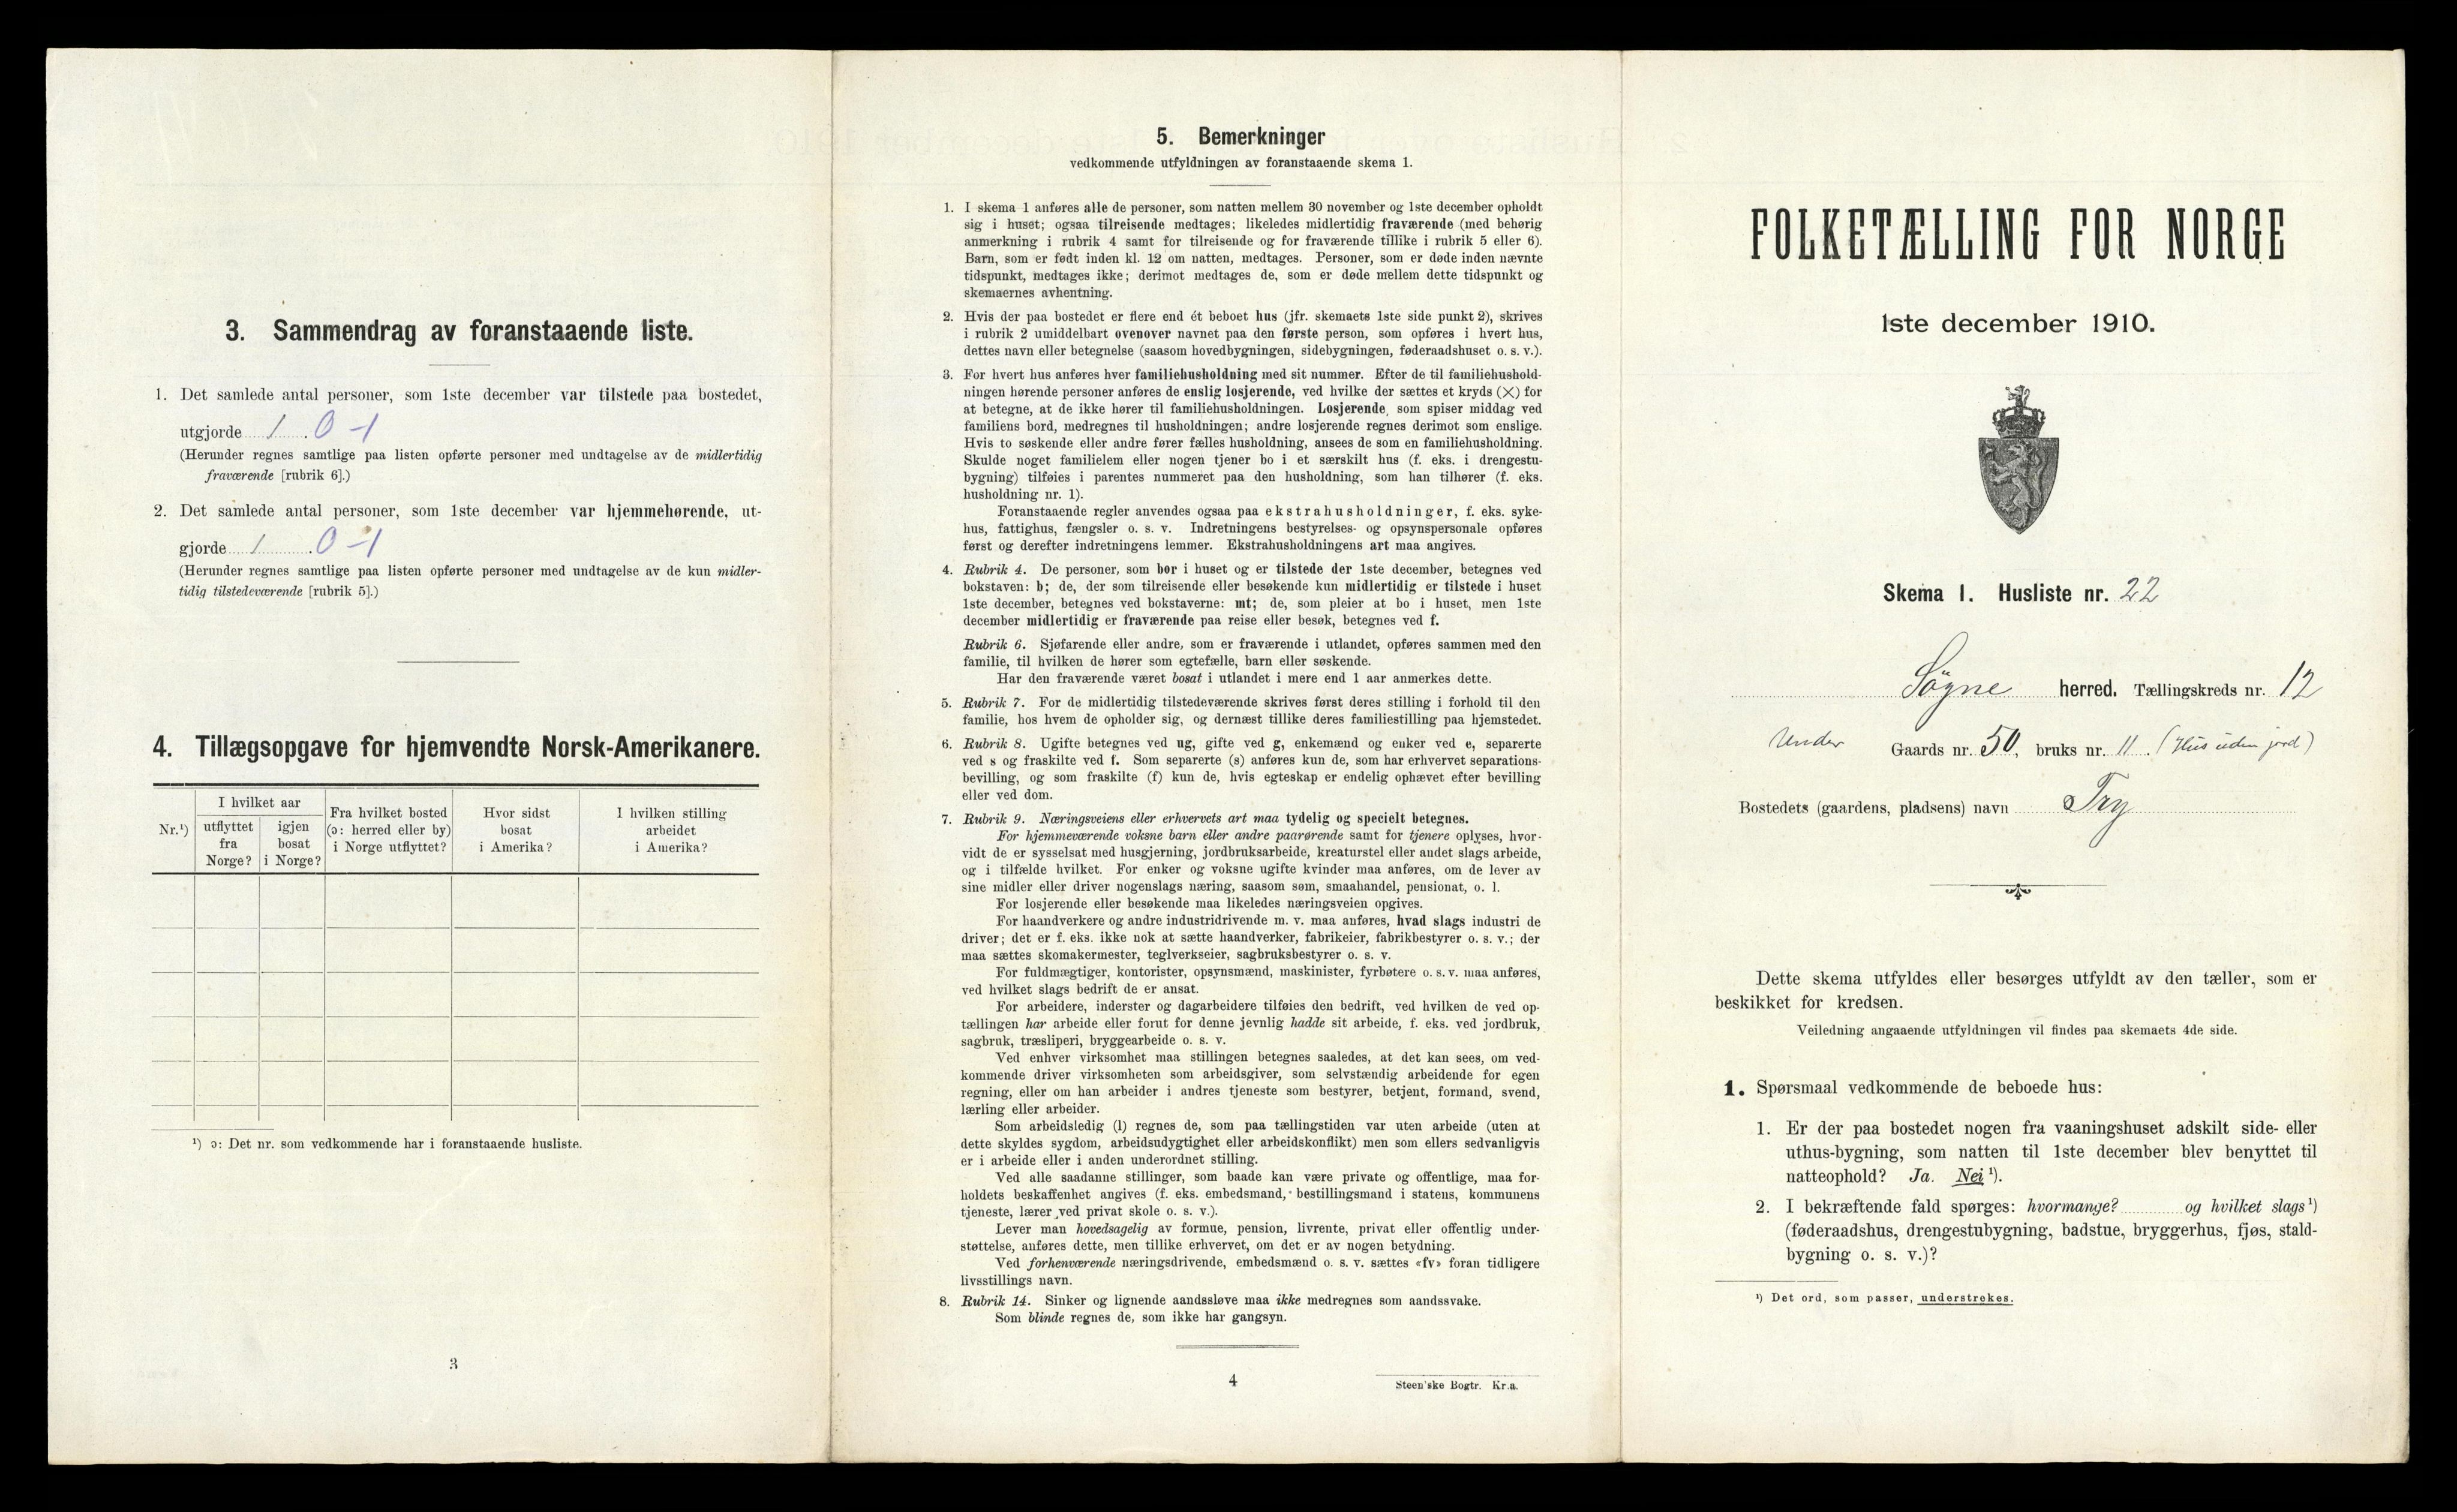 3. Sammendrag av foranstaaende liste.
1. Det samlede antal personer, som 1ste december var tilstede paa bostedet,
utgjorde 1 . 0-1
(Herunder regnes samtlige paa listen opførte personer med undtagelse av de midlertidig
fraværende [rubrik 6].)
2. Det samlede antal personer, som 1ste december var hjemmehørende, ut-
gjorde 1 . 0-1
(Herunder regnes samtlige paa listen opførte personer med undtagelse av de kun midler-
tidig tilstedeværende [rubrik 5].)
4. Tillægsopgave for hjemvendte Norsk-Amerikanere.
Nr.¹)
I hvilket aar
utflyttet
fra
Norge?
igjen
bosat
i Norge?
Fra hvilket bosted
(ɔ: herred eller by)
i Norge utflyttet?
Hvor sidst
bosat
i Amerika?
I hvilken stilling
arbeidet
i Amerika?
¹) ɔ: Det nr. som vedkommende har i foranstaaende husliste.
3
5. Bemerkninger
vedkommende utfyldningen av foranstaaende skema 1.
1. I skema 1 anføres alle de personer, som natten mellem 30 november og 1ste december opholdt
sig i huset; ogsaa tilreisende medtages; likeledes midlertidig fraværende (med behørig
anmerkning i rubrik 4 samt for tilreisende og for fraværende tillike i rubrik 5 eller 6).
Barn, som er født inden kl. 12 om natten, medtages. Personer, som er døde inden nævnte
tidspunkt, medtages ikke; derimot medtages de, som er døde mellem dette tidspunkt og
skemaernes avhentning.
2. Hvis der paa bostedet er flere end ét beboet hus (jfr. skemaets 1ste side punkt 2), skrives
i rubrik 2 umiddelbart ovenover navnet paa den første person, som opføres i hvert hus,
dettes navn eller betegnelse (saasom hovedbygningen, sidebygningen, føderaadshuset o. s. v.).
3. For hvert hus anføres hver familiehusholdning med sit nummer. Efter de til familiehushold-
ningen hørende personer anføres de enslig losjerende, ved hvilke der sættes et kryds (×) for
at betegne, at de ikke hører til familiehusholdningen. Losjerende, som spiser middag ved
familiens bord, medregnes til husholdningen; andre losjerende regnes derimot som enslige.
Hvis to søskende eller andre fører fælles husholdning, ansees de som en familiehusholdning.
Skulde noget familielem eller nogen tjener bo i et særskilt hus (f. eks. i drengestu-
bygning) tilføies i parentes nummeret paa den husholdning, som han tilhører (f. eks.
husholdning nr. 1).
Foranstaaende regler anvendes ogsaa paa ekstrahusholdninger, f. eks. syke-
hus, fattighus, fængsler o. s. v. Indretningens bestyrelses- og opsynspersonale opføres
først og derefter indretningens lemmer. Ekstrahusholdningens art maa angives.
4. Rubrik 4. De personer, som bor i huset og er tilstede der 1ste december, betegnes ved
bokstaven: b; de, der som tilreisende eller besøkende kun midlertidig er tilstede i huset
1ste december, betegnes ved bokstaverne: mt; de, som pleier at bo i huset, men 1ste
december midlertidig er fraværende paa reise eller besøk, betegnes ved f.
Rubrik 6. Sjøfarende eller andre, som er fraværende i utlandet, opføres sammen med den
familie, til hvilken de hører som egtefælle, barn eller søskende.
Har den fraværende været bosat i utlandet i mere end 1 aar anmerkes dette.
5. Rubrik 7. For de midlertidig tilstedeværende skrives først deres stilling i forhold til den
familie, hos hvem de opholder sig, og dernæst tillike deres familiestilling paa hjemstedet.
6. Rubrik 8. Ugifte betegnes ved ug, gifte ved g, enkemænd og enker ved e, separerte
ved s og fraskilte ved f. Som separerte (s) anføres kun de, som har erhvervet separations-
bevilling, og som fraskilte (f) kun de, hvis egteskap er endelig ophævet efter bevilling
eller ved dom.
7. Rubrik 9. Næringsveiens eller erhvervets art maa tydelig og specielt betegnes.
For hjemmeværende voksne barn eller andre paarørende samt for tjenere oplyses, hvor-
vidt de er sysselsat med husgjerning, jordbruksarbeide, kreaturstel eller andet slags arbeide,
og i tilfælde hvilket. For enker og voksne ugifte kvinder maa anføres, om de lever av
sine midler eller driver nogenslags næring, saasom søm, smaahandel, pensionat, o. l.
For losjerende eller besøkende maa likeledes næringsveien opgives.
For haandverkere og andre industridrivende m. v. maa anføres, hvad slags industri de
driver; det er f. eks. ikke nok at sætte haandverker, fabrikeier, fabrikbestyrer o. s. v.; der
maa sættes skomakermester, teglverkseier, sagbruksbestyrer o. s. v.
For fuldmægtiger, kontorister, opsynsmænd, maskinister, fyrbøtere o. s. v. maa anføres,
ved hvilket slags bedrift de er ansat.
For arbeidere, inderster og dagarbeidere tilføies den bedrift, ved hvilken de ved op-
tællingen har arbeide eller forut for denne jevnlig hadde sit arbeide, f. eks. ved jordbruk,
sagbruk, træsliperi, bryggearbeide o. s. v.
Ved enhver virksomhet maa stillingen betegnes saaledes, at det kan sees, om ved-
kommende driver virksomheten som arbeidsgiver, som selvstændig arbeidende for egen
regning, eller om han arbeider i andres tjeneste som bestyrer, betjent, formand, svend,
lærling eller arbeider.
Som arbeidsledig (l) regnes de, som paa tællingstiden var uten arbeide (uten at
dette skyldes sygdom, arbeidsudygtighet eller arbeidskonflikt) men som ellers sedvanligvis
er i arbeide eller i anden underordnet stilling.
Ved alle saadanne stillinger, som baade kan være private og offentlige, maa for-
holdets beskaffenhet angives (f. eks. embedsmand, bestillingsmand i statens, kommunens
tjeneste, lærer ved privat skole o. s. v.).
Lever man hovedsagelig av formue, pension, livrente, privat eller offentlig under-
støttelse, anføres dette, men tillike erhvervet, om det er av nogen betydning.
Ved forhenværende næringsdrivende, embedsmænd o. s. v. sættes «fv» foran tidligere
livsstillings navn.
8. Rubrik 14. Sinker og lignende aandssløve maa ikke medregnes som aandssvake.
Som blinde regnes de, som ikke har gangsyn.
4
Steen'ske Bogtr. Kr.a.
FOLKETÆLLING FOR NORGE
1ste december 1910.
Skema 1. Husliste nr. 22
Søgne herred. Tællingskreds nr. 12
Under Gaards nr. 50, bruks nr. 11. (Hus uden jord)
Bostedets (gaardens, pladsens) navn Try
Dette skema utfyldes eller besørges utfyldt av den tæller, som er
beskikket for kredsen.
Veiledning angaaende utfyldningen vil findes paa skemaets 4de side.
1. Spørsmaal vedkommende de beboede hus:
1. Er der paa bostedet nogen fra vaaningshuset adskilt side- eller
uthus-bygning, som natten til 1ste december blev benyttet til
natteophold? Ja. Nei ¹).
2. I bekræftende fald spørges: hvormange? og hvilket slags ¹)
(føderaadshus, drengestubygning, badstue, bryggerhus, fjøs, stald-
bygning o. s. v.)?
¹) Det ord, som passer, understrekes.